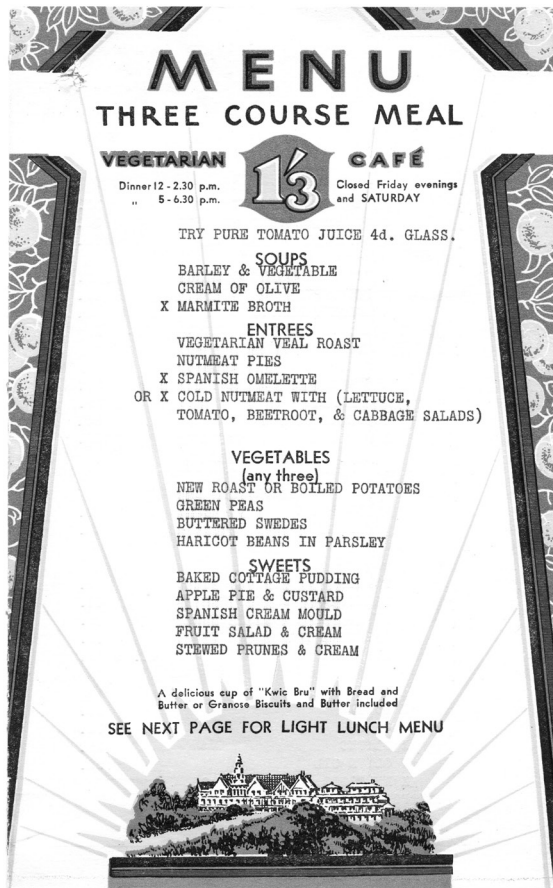 MENU
THREE COURSE MEAL
VEGETARIAN 1'3 CAFÉ
Dinner 12 - 2.30 p.m.
" 5 - 6.30 p.m.
Closed Friday evenings
and SATURDAY
TRY PURE TOMATO JUICE 4d. GLASS.
SOUPS
BARLEY & VEGETABLE
CREAM OF OLIVE
X MARMITE BROTH
ENTREES
VEGETARIAN VEAL ROAST
NUTMEAT PIES
X SPANISH OMELETTE
OR X COLD NUTMEAT WITH (LETTUCE,
TOMATO, BEETROOT, & CABBAGE SALADS)
VEGETABLES
(any three)
NEW ROAST OR BOILED POTATOES
GREEN PEAS
BUTTERED SWEDES
HARICOT BEANS IN PARSLEY
SWEETS
BAKED COTTAGE PUDDING
APPLE PIE & CUSTARD
SPANISH CREAM MOULD
FRUIT SALAD & CREAM
STEWED PRUNES & CREAM
A delicious cup of "Kwic Bru" with Bread and
Butter or Granose Biscuits and Butter included
SEE NEXT PAGE FOR LIGHT LUNCH MENU